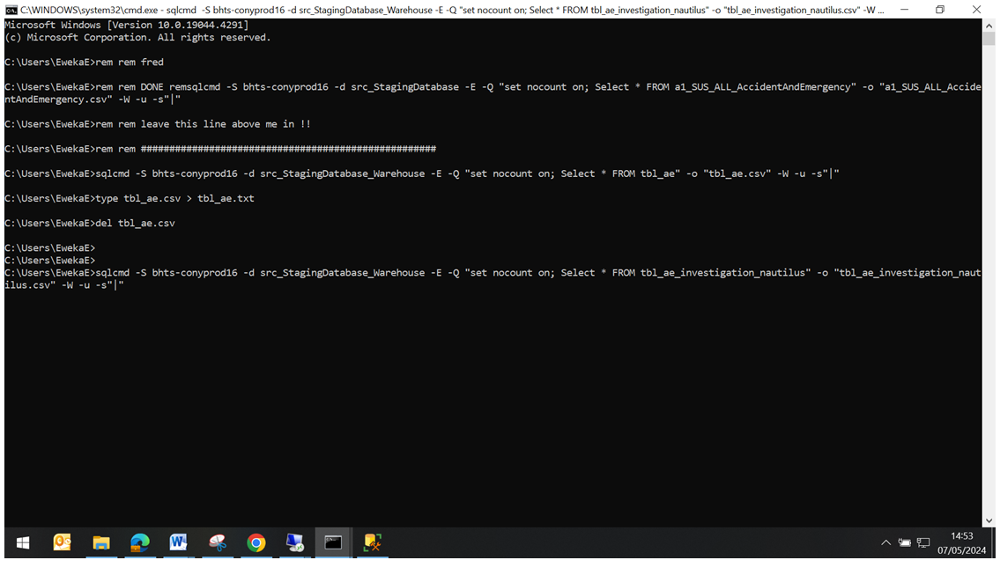 C:\WINDOWS\system32\cmd.exe - sqlcmd -S bhts-conyprod16 -d src_StagingDatabase_Warehouse -E -Q "set nocount on; Select * FROM tbl_ae_investigation_nautilus" -o "tbl_ae_investigation_nautilus.csv" -W ...
Microsoft Windows [Version 10.0.19044.4291]
(c) Microsoft Corporation. All rights reserved.
C:\Users\EwekaE>rem rem fred
C:\Users\EwekaE>rem rem DONE remsqlcmd -S bhts-conyprod16 -d src_StagingDatabase -E -Q "set nocount on; Select * FROM a1_SUS_ALL_AccidentAndEmergency" -o "a1_SUS_ALL_Accide
ntAndEmergency.csv" -W -u -s"|"
C:\Users\EwekaE>rem rem leave this line above me in !!
C:\Users\EwekaE>rem rem ####################################################
C:\Users\EwekaE>sqlcmd -S bhts-conyprod16 -d src_StagingDatabase_Warehouse -E -Q "set nocount on; Select * FROM tbl_ae" -o "tbl_ae.csv" -W -u -s"|"
C:\Users\EwekaE>type tbl_ae.csv > tbl_ae.txt
C:\Users\EwekaE>del tbl_ae.csv
C:\Users\EwekaE>
C:\Users\EwekaE>
C:\Users\EwekaE>sqlcmd -S bhts-conyprod16 -d src_StagingDatabase_Warehouse -E -Q "set nocount on; Select * FROM tbl_ae_investigation_nautilus" -o "tbl_ae_investigation_naut
ilus.csv" -W -u -s"|"
14:53
07/05/2024